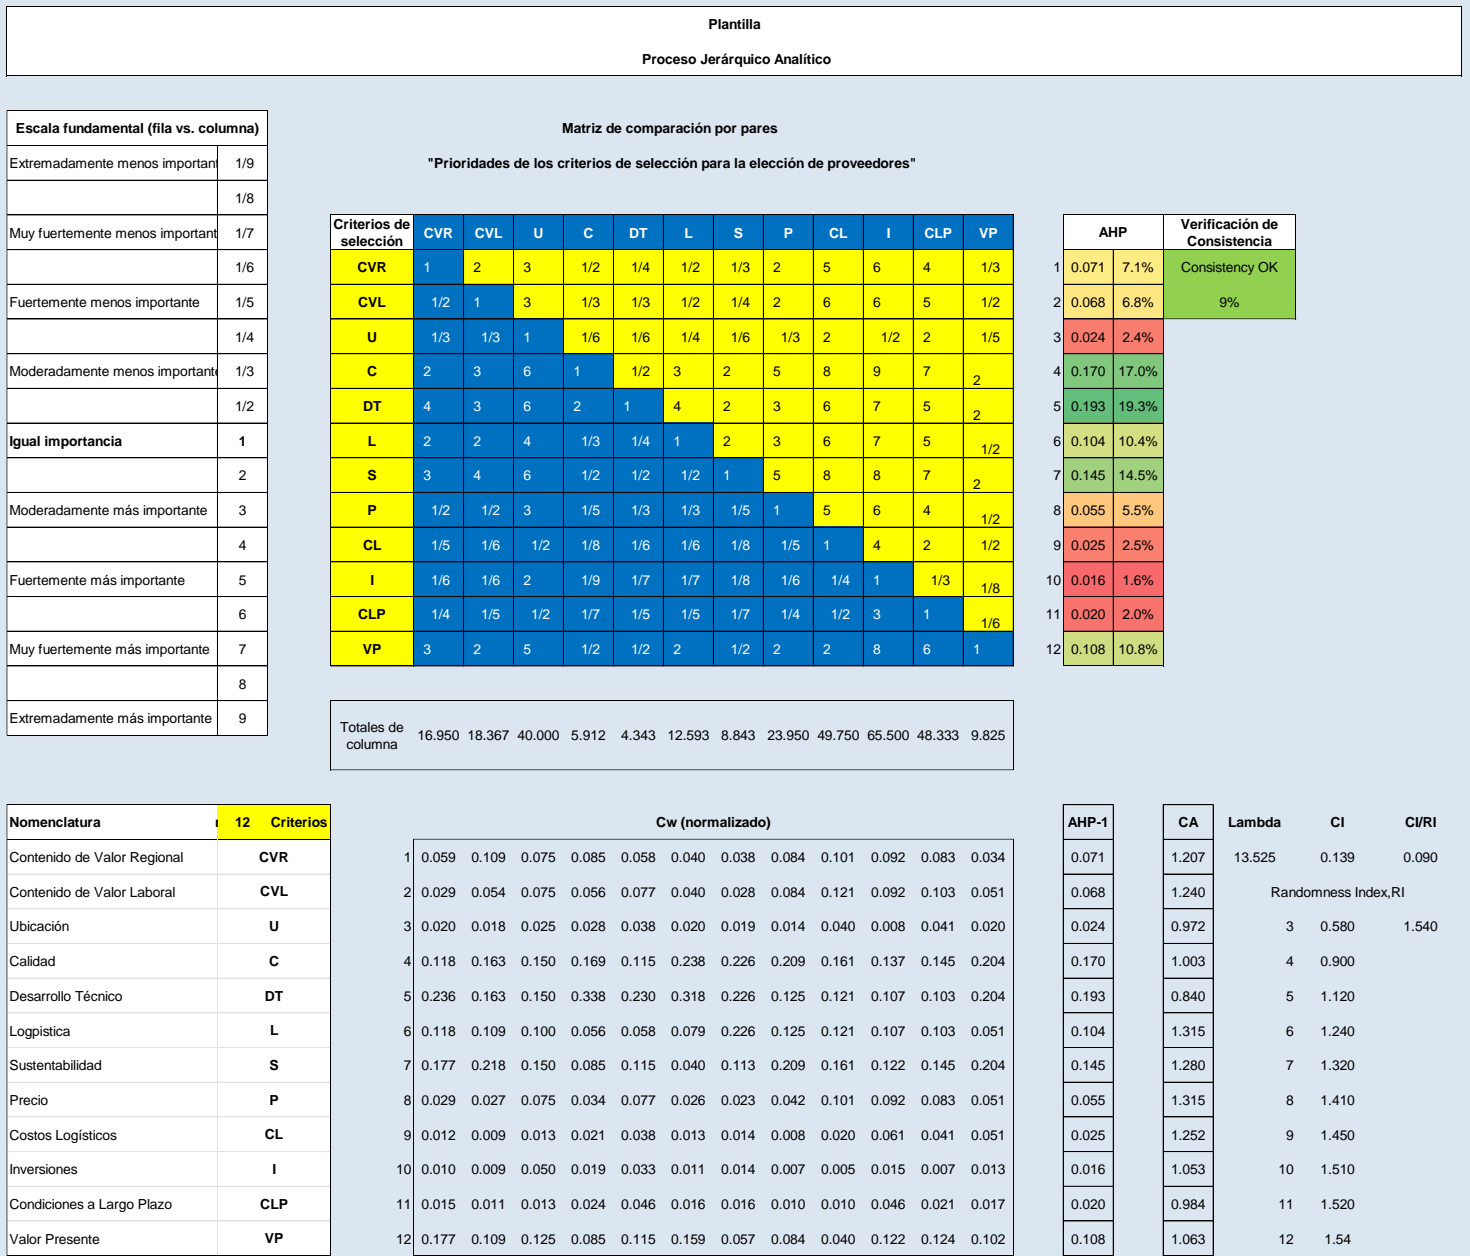 Plantilla
Proceso Jerárquico Analítico
Escala fundamental (fila vs. columna)
Extremadamente menos important 1/9
1/8
Muy fuertemente menos important 1/7
1/6
Fuertemente menos importante 1/5
1/4
Moderadamente menos importante 1/3
1/2
Igual importancia 1
2
Moderadamente más importante 3
4
Fuertemente más importante 5
6
Muy fuertemente más importante 7
8
Extremadamente más importante 9
Matriz de comparación por pares
"Prioridades de los criterios de selección para la elección de proveedores"
Criterios de selección CVR CVL U C DT L S P CL I CLP VP
CVR 1 2 3 1/2 1/4 1/2 1/3 2 5 6 4 1/3
CVL 1/2 1 3 1/3 1/3 1/2 1/4 2 6 6 5 1/2
U 1/3 1/3 1 1/6 1/6 1/4 1/6 1/3 2 1/2 2 1/5
C 2 3 6 1 1/2 3 2 5 8 9 7 2
DT 4 3 6 2 1 4 2 3 6 7 5 2
L 2 2 4 1/3 1/4 1 2 3 6 7 5 1/2
S 3 4 6 1/2 1/2 1/2 1 5 8 8 7 2
P 1/2 1/2 3 1/5 1/3 1/3 1/5 1 5 6 4 1/2
CL 1/5 1/6 1/2 1/8 1/6 1/6 1/8 1/5 1 4 2 1/2
I 1/6 1/6 2 1/9 1/7 1/7 1/8 1/6 1/4 1 1/3 1/8
CLP 1/4 1/5 1/2 1/7 1/5 1/5 1/7 1/4 1/2 3 1 1/6
VP 3 2 5 1/2 1/2 2 1/2 2 2 8 6 1
AHP
1 0.071 7.1%
2 0.068 6.8%
3 0.024 2.4%
4 0.170 17.0%
5 0.193 19.3%
6 0.104 10.4%
7 0.145 14.5%
8 0.055 5.5%
9 0.025 2.5%
10 0.016 1.6%
11 0.020 2.0%
12 0.108 10.8%
Verificación de
Consistencia
Consistency OK
9%
Totales de columna 16.950 18.367 40.000 5.912 4.343 12.593 8.843 23.950 49.750 65.500 48.333 9.825
Nomenclatura 12 Criterios
Contenido de Valor Regional CVR
Contenido de Valor Laboral CVL
Ubicación U
Calidad C
Desarrollo Técnico DT
Logpistica L
Sustentabilidad S
Precio P
Costos Logísticos CL
Inversiones I
Condiciones a Largo Plazo CLP
Valor Presente VP
Cw (normalizado)
1 0.059 0.109 0.075 0.085 0.058 0.040 0.038 0.084 0.101 0.092 0.083 0.034
2 0.029 0.054 0.075 0.056 0.077 0.040 0.028 0.084 0.121 0.092 0.103 0.051
3 0.020 0.018 0.025 0.028 0.038 0.020 0.019 0.014 0.040 0.008 0.041 0.020
4 0.118 0.163 0.150 0.169 0.115 0.238 0.226 0.209 0.161 0.137 0.145 0.204
5 0.236 0.163 0.150 0.338 0.230 0.318 0.226 0.125 0.121 0.107 0.103 0.204
6 0.118 0.109 0.100 0.056 0.058 0.079 0.226 0.125 0.121 0.107 0.103 0.051
7 0.177 0.218 0.150 0.085 0.115 0.040 0.113 0.209 0.161 0.122 0.145 0.204
8 0.029 0.027 0.075 0.034 0.077 0.026 0.023 0.042 0.101 0.092 0.083 0.051
9 0.012 0.009 0.013 0.021 0.038 0.013 0.014 0.008 0.020 0.061 0.041 0.051
10 0.010 0.009 0.050 0.019 0.033 0.011 0.014 0.007 0.005 0.015 0.007 0.013
11 0.015 0.011 0.013 0.024 0.046 0.016 0.016 0.010 0.010 0.046 0.021 0.017
12 0.177 0.109 0.125 0.085 0.115 0.159 0.057 0.084 0.040 0.122 0.124 0.102
AHP-1
0.071
0.068
0.024
0.170
0.193
0.104
0.145
0.055
0.025
0.016
0.020
0.108
CA
1.207
1.240
0.972
1.003
0.840
1.315
1.280
1.315
1.252
1.053
0.984
1.063
Lambda CI CI/RI
13.525 0.139 0.090
Randomness Index,RI
3 0.580 1.540
4 0.900
5 1.120
6 1.240
7 1.320
8 1.410
9 1.450
10 1.510
11 1.520
12 1.54